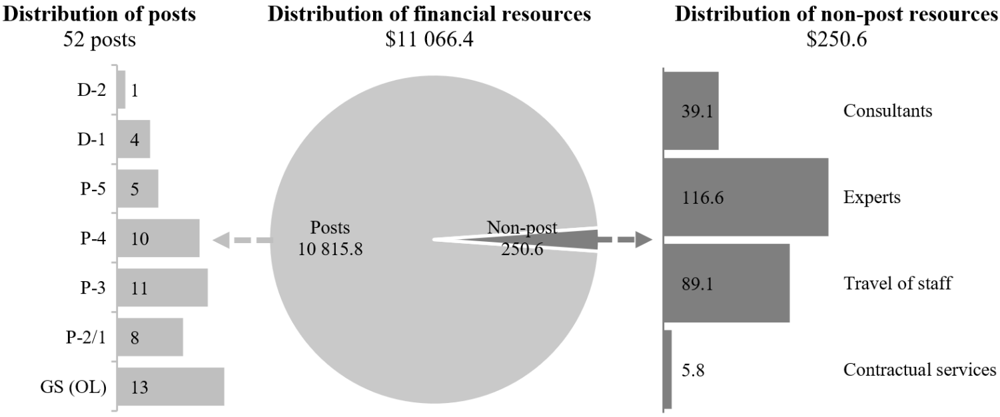 Distribution of posts
52 posts
D-2 1
D-1 4
P-5 5
P-4 10
P-3 11
P-2/1 8
GS (OL) 13
Distribution of financial resources
$11 066.4
Posts
10 815.8
Non-post
250.6
Distribution of non-post resources
$250.6
39.1 Consultants
116.6 Experts
89.1 Travel of staff
5.8 Contractual services